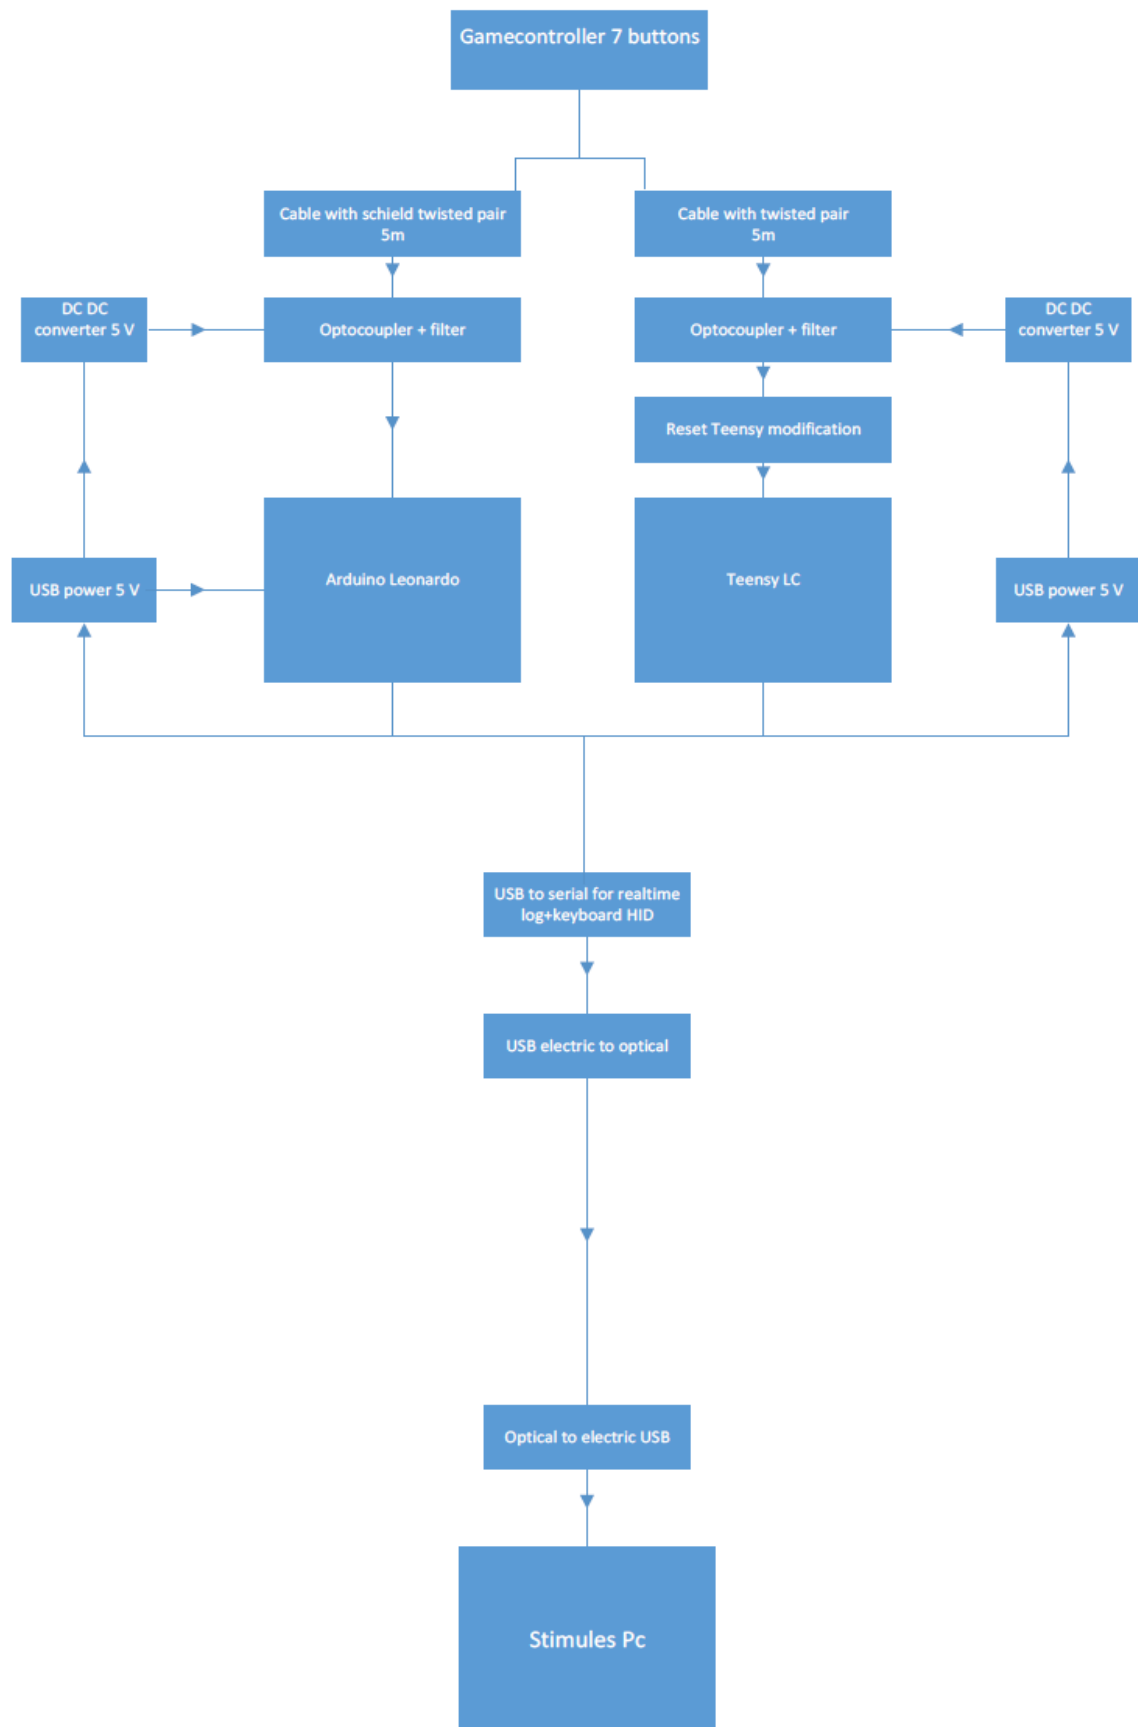 Gamecontroller 7 buttons
Cable with schield twisted pair
5m
Cable with twisted pair
5m
DC DC
converter 5 V
Optocoupler + filter
Optocoupler + filter
DC DC
converter 5 V
Reset Teensy modification
USB power 5 V
Arduino Leonardo
Teensy LC
USB power 5 V
USB to serial for realtime
log+keyboard HID
USB electric to optical
Optical to electric USB
Stimules Pc